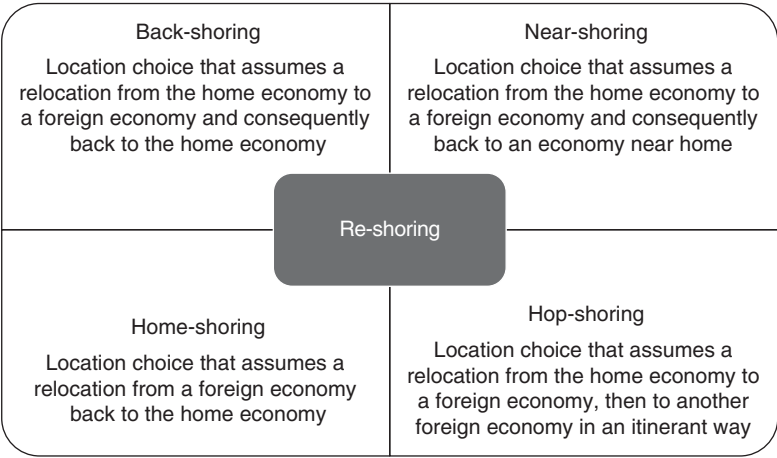 Back-shoring
Location choice that assumes a
relocation from the home economy to
a foreign economy and consequently
back to the home economy
Near-shoring
Location choice that assumes a
relocation from the home economy to
a foreign economy and consequently
back to an economy near home
Re-shoring
Home-shoring
Location choice that assumes a
relocation from a foreign economy
back to the home economy
Hop-shoring
Location choice that assumes a
relocation from the home economy to
a foreign economy, then to another
foreign economy in an itinerant way